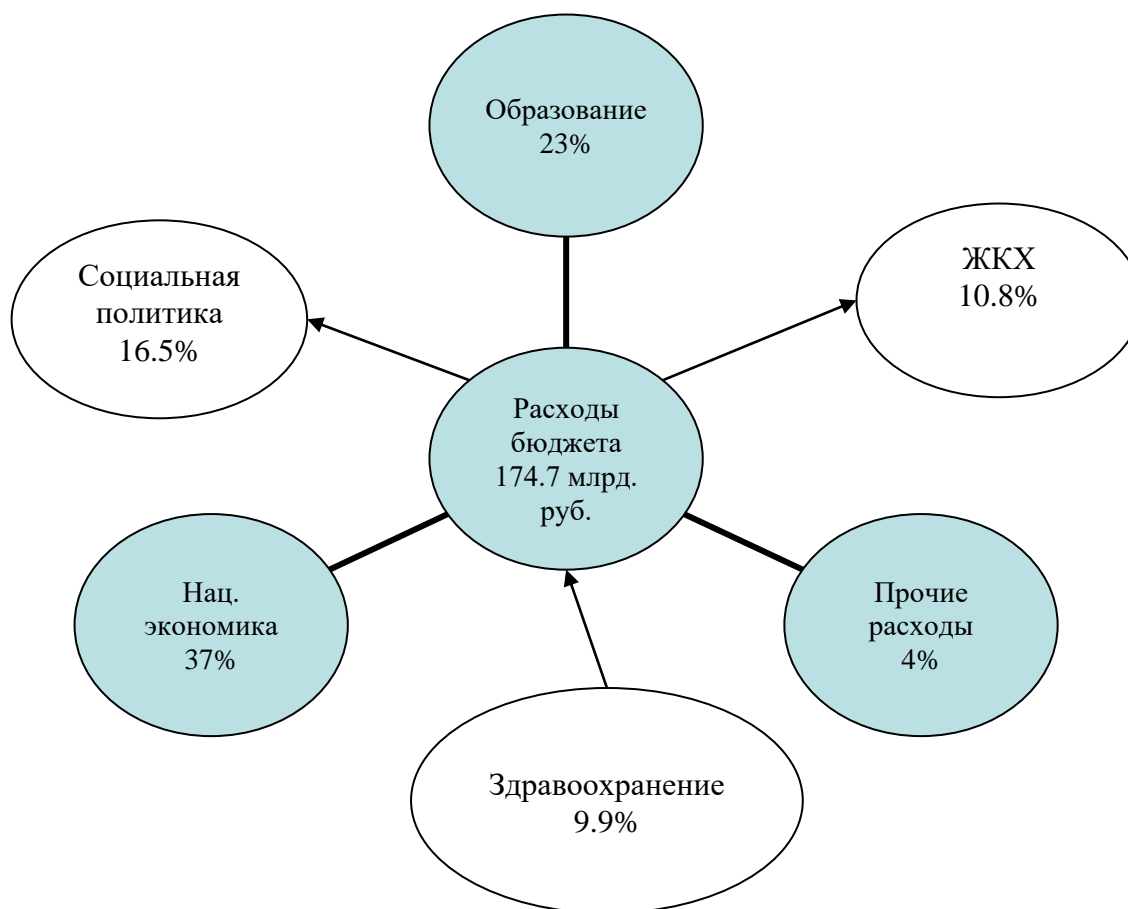 Образование
23%
Социальная
политика
16.5%
ЖКХ
10.8%
Расходы
бюджета
174.7 млрд.
руб.
Нац.
экономика
37%
Прочие
расходы
4%
Здравоохранение
9.9%